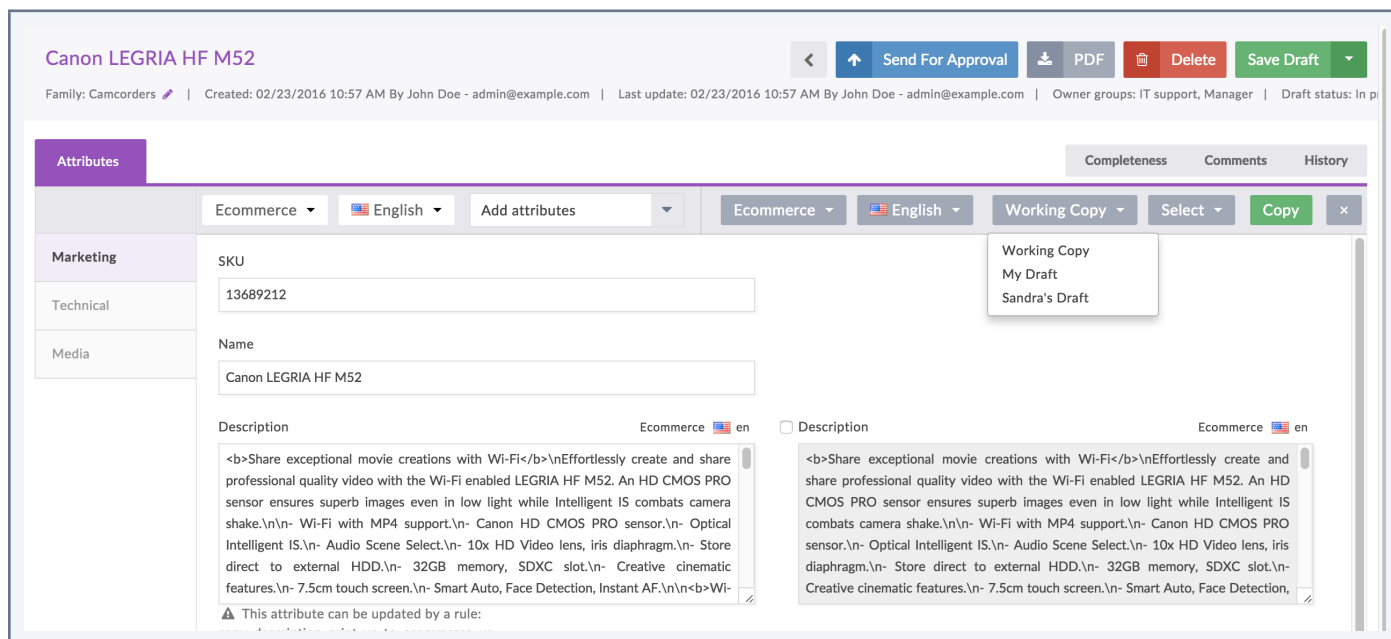 Canon LEGRIA HF M52
Send For Approval
PDF
Delete
Save Draft
Family: Camcorders | Created: 02/23/2016 10:57 AM By John Doe - admin@example.com | Last update: 02/23/2016 10:57 AM By John Doe - admin@example.com | Owner groups: IT support, Manager | Draft status: In
Attributes
Completeness Comments History
Ecommerce English Add attributes Ecommerce English Working Copy Select Copy ×
Working Copy
My Draft
Sandra's Draft
Marketing
Technical
Media
SKU
13689212
Name
Canon LEGRIA HF M52
Description Ecommerce en
<b>Share exceptional movie creations with Wi-Fi</b>\nEffortlessly create and share
professional quality video with the Wi-Fi enabled LEGRIA HF M52. An HD CMOS PRO
sensor ensures superb images even in low light while Intelligent IS combats camera
shake.\n\n- Wi-Fi with MP4 support.\n- Canon HD CMOS PRO sensor.\n- Optical
Intelligent IS.\n- Audio Scene Select.\n- 10x HD Video lens, iris diaphragm.\n- Store
direct to external HDD.\n- 32GB memory, SDXC slot.\n- Creative cinematic
features.\n- 7.5cm touch screen.\n- Smart Auto, Face Detection, Instant AF.\n\n<b>Wi-
This attribute can be updated by a rule:
Description Ecommerce en
<b>Share exceptional movie creations with Wi-Fi</b>\nEffortlessly create and
share professional quality video with the Wi-Fi enabled LEGRIA HF M52. An HD
CMOS PRO sensor ensures superb images even in low light while Intelligent IS
combats camera shake.\n\n- Wi-Fi with MP4 support.\n- Canon HD CMOS PRO
sensor.\n- Optical Intelligent IS.\n- Audio Scene Select.\n- 10x HD Video lens, iris
diaphragm.\n- Store direct to external HDD.\n- 32GB memory, SDXC slot.\n-
Creative cinematic features.\n- 7.5cm touch screen.\n- Smart Auto, Face Detection,